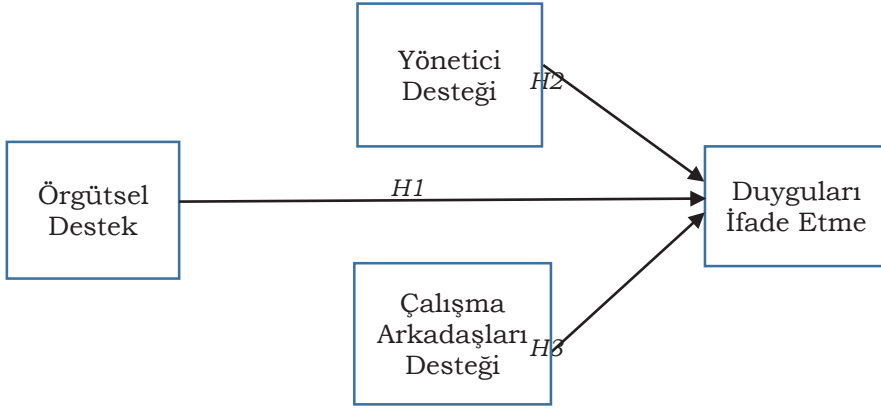 Yönetici
Desteği
H2
Örgütsel
Destek
H1
Duyguları
İfade Etme
Çalışma
Arkadaşları
Desteği
H3